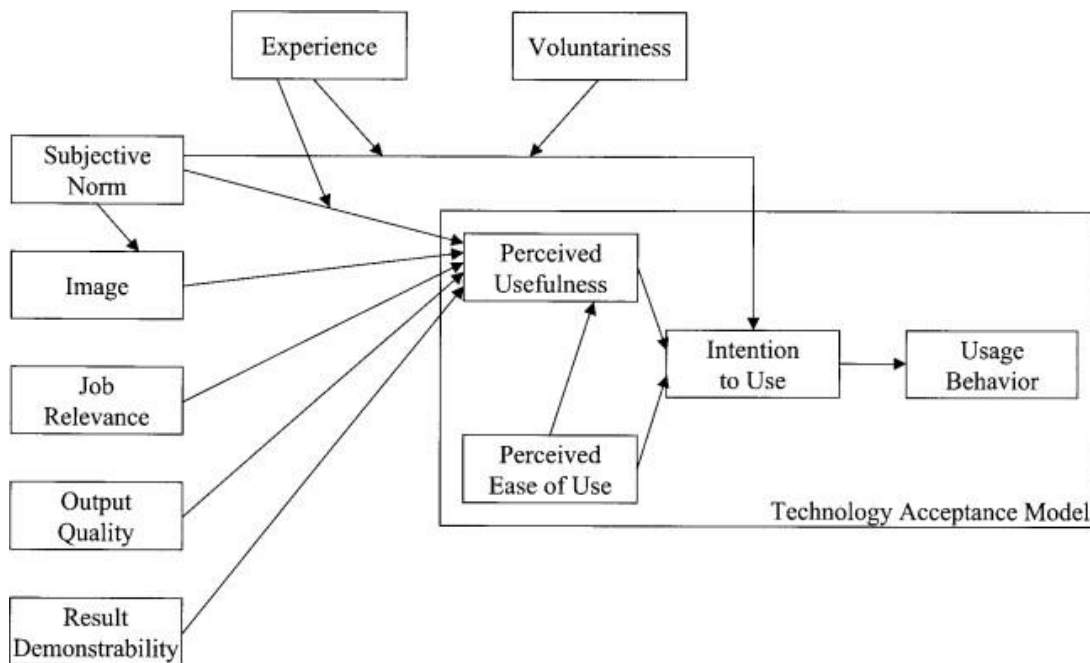 Experience
Voluntariness
Subjective
Norm
Image
Job
Relevance
Output
Quality
Result
Demonstrability
Perceived
Usefulness
Perceived
Ease of Use
Intention
to Use
Usage
Behavior
Technology Acceptance Model